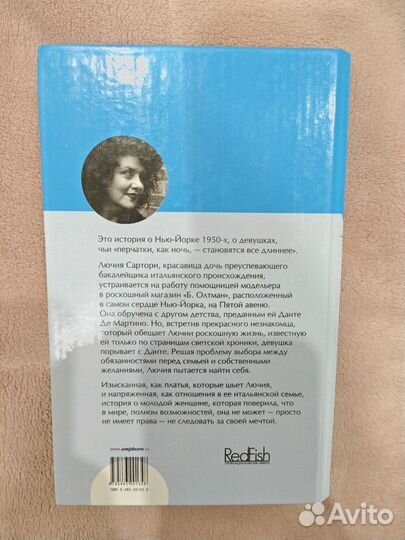 Это история о Нью-Йорке 1950-х, о девушках,
чьи «перчатки, как ночь, — становятся все длиннее».
Лючия Сартори, красавица дочь преуспевающего
бакалейщика итальянского происхождения,
устраивается на работу помощницей модельера
в роскошный магазин «Б. Олтман», расположенный
в самом сердце Нью-Йорка, на Пятой авеню.
Она обручена с другом детства, преданным ей Данте
Де Мартино. Но, встретив прекрасного незнакомца,
который обещает Лючии роскошную жизнь, известную
ей только по страницам светской хроники, девушка
порывает с Данте. Решая проблему выбора между
обязанностями перед семьей и собственными
желаниями, Лючия пытается найти себя.
Изысканная, как платья, которые шьет Лючия,
и напряженная, как отношения в ее итальянской семье,
история о молодой женщине, которая поверила, что
в мире, полном возможностей, она не может — просто
не имеет права — не следовать за своей мечтой.
www.amphora.ru
RedFish
Avito